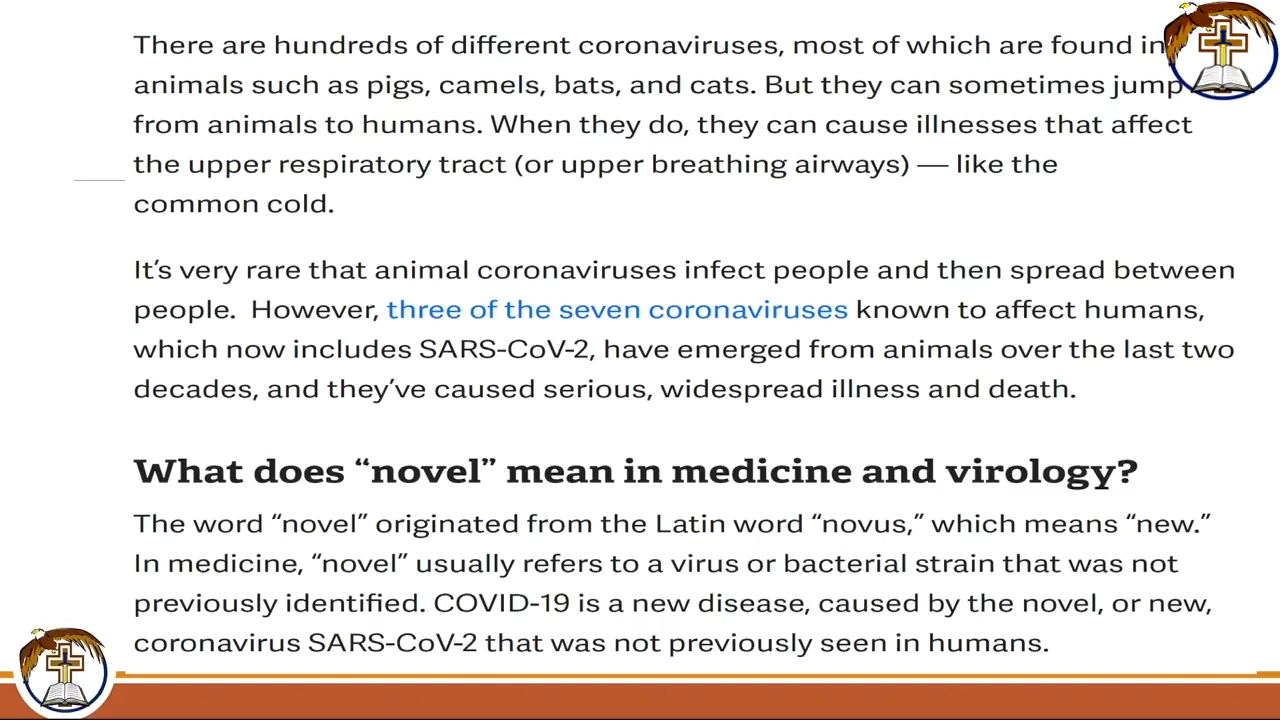 There are hundreds of different coronaviruses, most of which are found in
animals such as pigs, camels, bats, and cats. But they can sometimes jump
from animals to humans. When they do, they can cause illnesses that affect
the upper respiratory tract (or upper breathing airways) — like the
common cold.
It’s very rare that animal coronaviruses infect people and then spread between
people.  However, three of the seven coronaviruses known to affect humans,
which now includes SARS-CoV-2, have emerged from animals over the last two
decades, and they’ve caused serious, widespread illness and death.
What does “novel” mean in medicine and virology?
The word “novel” originated from the Latin word “novus,” which means “new.”
In medicine, “novel” usually refers to a virus or bacterial strain that was not
previously identified. COVID-19 is a new disease, caused by the novel, or new,
coronavirus SARS-CoV-2 that was not previously seen in humans.